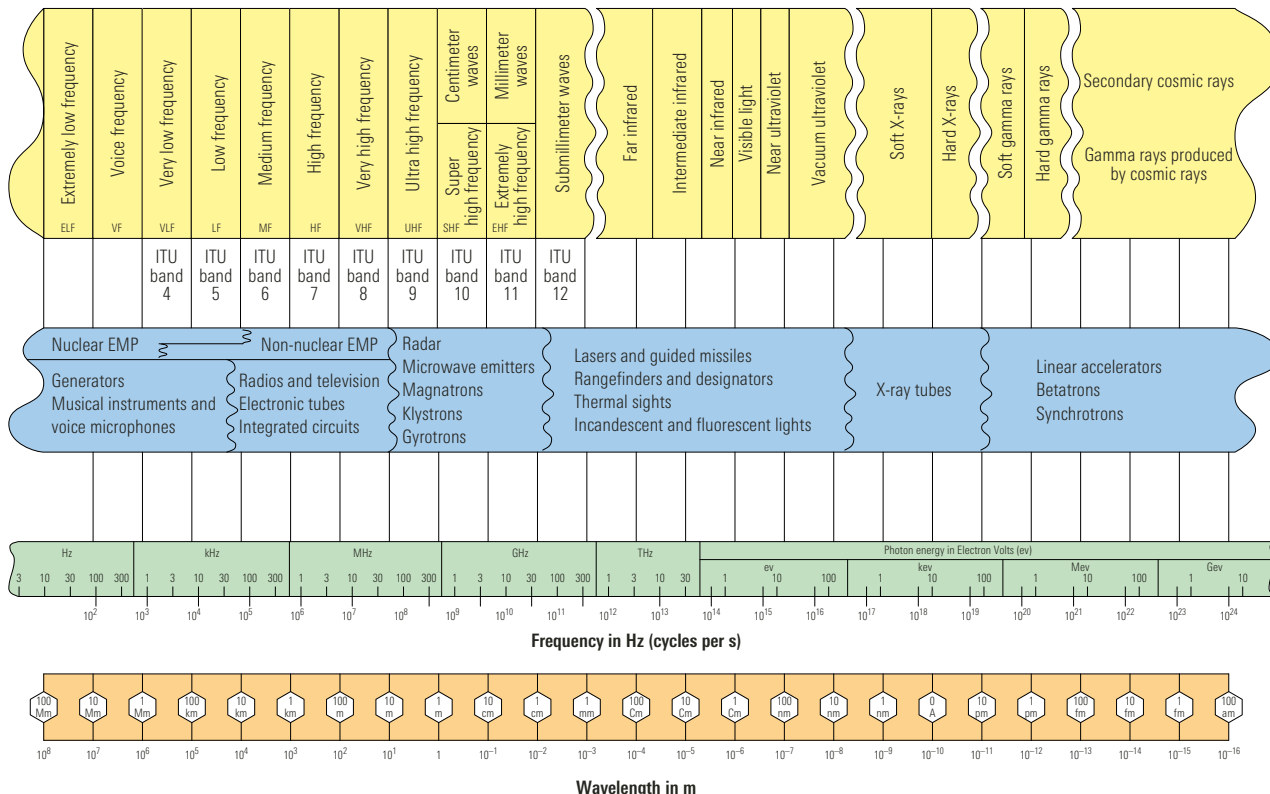 Extremely low frequency
ELF
Voice frequency
VF
Very low frequency
VLF
Low frequency
LF
Medium frequency
MF
High frequency
HF
Very high frequency
VHF
Ultra high frequency
UHF
Centimeter
waves
Super
high frequency
SHF
Millimeter
waves
Extremely
high frequency
EHF
Submillimeter waves
Far infrared
Intermediate infrared
Near infrared
Visible light
Near ultraviolet
Vacuum ultraviolet
Soft X-rays
Hard X-rays
Soft gamma rays
Hard gamma rays
Secondary cosmic rays
Gamma rays produced
by cosmic rays
ITU
band
4
ITU
band
5
ITU
band
6
ITU
band
7
ITU
band
8
ITU
band
9
ITU
band
10
ITU
band
11
ITU
band
12
Nuclear EMP
Non-nuclear EMP
Generators
Musical instruments and
voice microphones
Radios and television
Electronic tubes
Integrated circuits
Radar
Microwave emitters
Magnatrons
Klystrons
Gyrotrons
Lasers and guided missiles
Rangefinders and designators
Thermal sights
Incandescent and fluorescent lights
X-ray tubes
Linear accelerators
Betatrons
Synchrotrons
Hz kHz MHz GHz THz Photon energy in Electron Volts (ev)
ev kev Mev Gev
3 10 30 100 300 1 3 10 30 100 300 1 3 10 30 100 300 1 3 10 30 100 300 1 3 10 30 1 10 100 1 10 100 1 10 100 1 10
10² 10³ 10⁴ 10⁵ 10⁶ 10⁷ 10⁸ 10⁹ 10¹⁰ 10¹¹ 10¹² 10¹³ 10¹⁴ 10¹⁵ 10¹⁶ 10¹⁷ 10¹⁸ 10¹⁹ 10²⁰ 10²¹ 10²² 10²³ 10²⁴
Frequency in Hz (cycles per s)
100 Mm
10 Mm
1 Mm
100 km
10 km
1 km
100 m
10 m
1 m
10 cm
1 cm
1 mm
100 Cm
10 Cm
1 Cm
100 nm
10 nm
1 nm
0 A
10 pm
1 pm
100 fm
10 fm
1 fm
100 am
10⁸ 10⁷ 10⁶ 10⁵ 10⁴ 10³ 10² 10¹ 1 10⁻¹ 10⁻² 10⁻³ 10⁻⁴ 10⁻⁵ 10⁻⁶ 10⁻⁷ 10⁻⁸ 10⁻⁹ 10⁻¹⁰ 10⁻¹¹ 10⁻¹² 10⁻¹³ 10⁻¹⁴ 10⁻¹⁵ 10⁻¹⁶
Wavelength in m